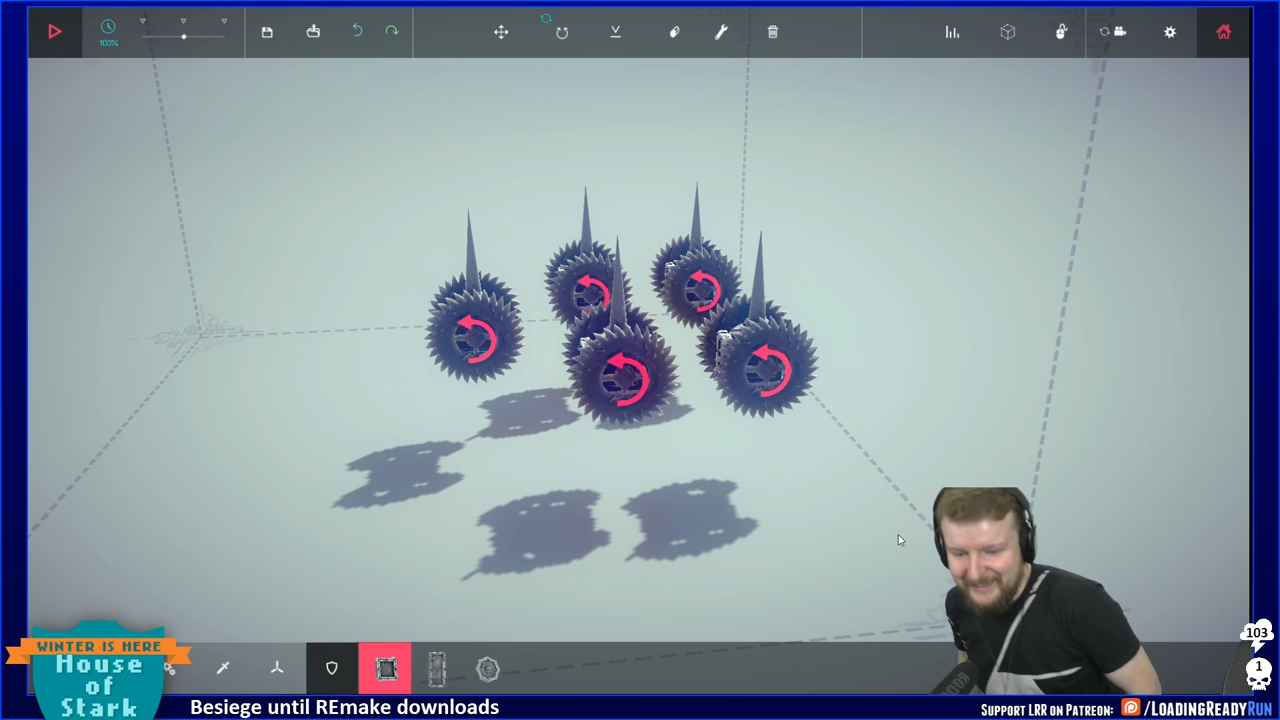 100%
WINTER IS HERE
House
of
Stark
103
1
Besiege until REmake downloads
SUPPORT LRR ON PATREON: /LOADINGREADYRUN